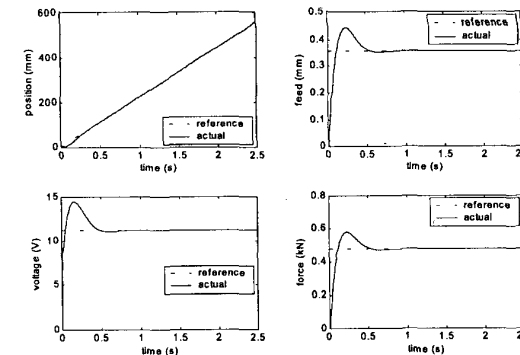 600
400
200
0
position (mm)
0 0.5 1 1.5 2 2.5
time (s)
reference
actual
0.5
0.4
0.3
0.2
0.1
0
feed (mm)
0 0.5 1 1.5 2 2.5
time (s)
reference
actual
15
10
5
0
voltage (V)
0 0.5 1 1.5 2 2.5
time (s)
reference
actual
0.8
0.6
0.4
0.2
0
force (kN)
0 0.5 1 1.5 2 2.5
time (s)
reference
actual